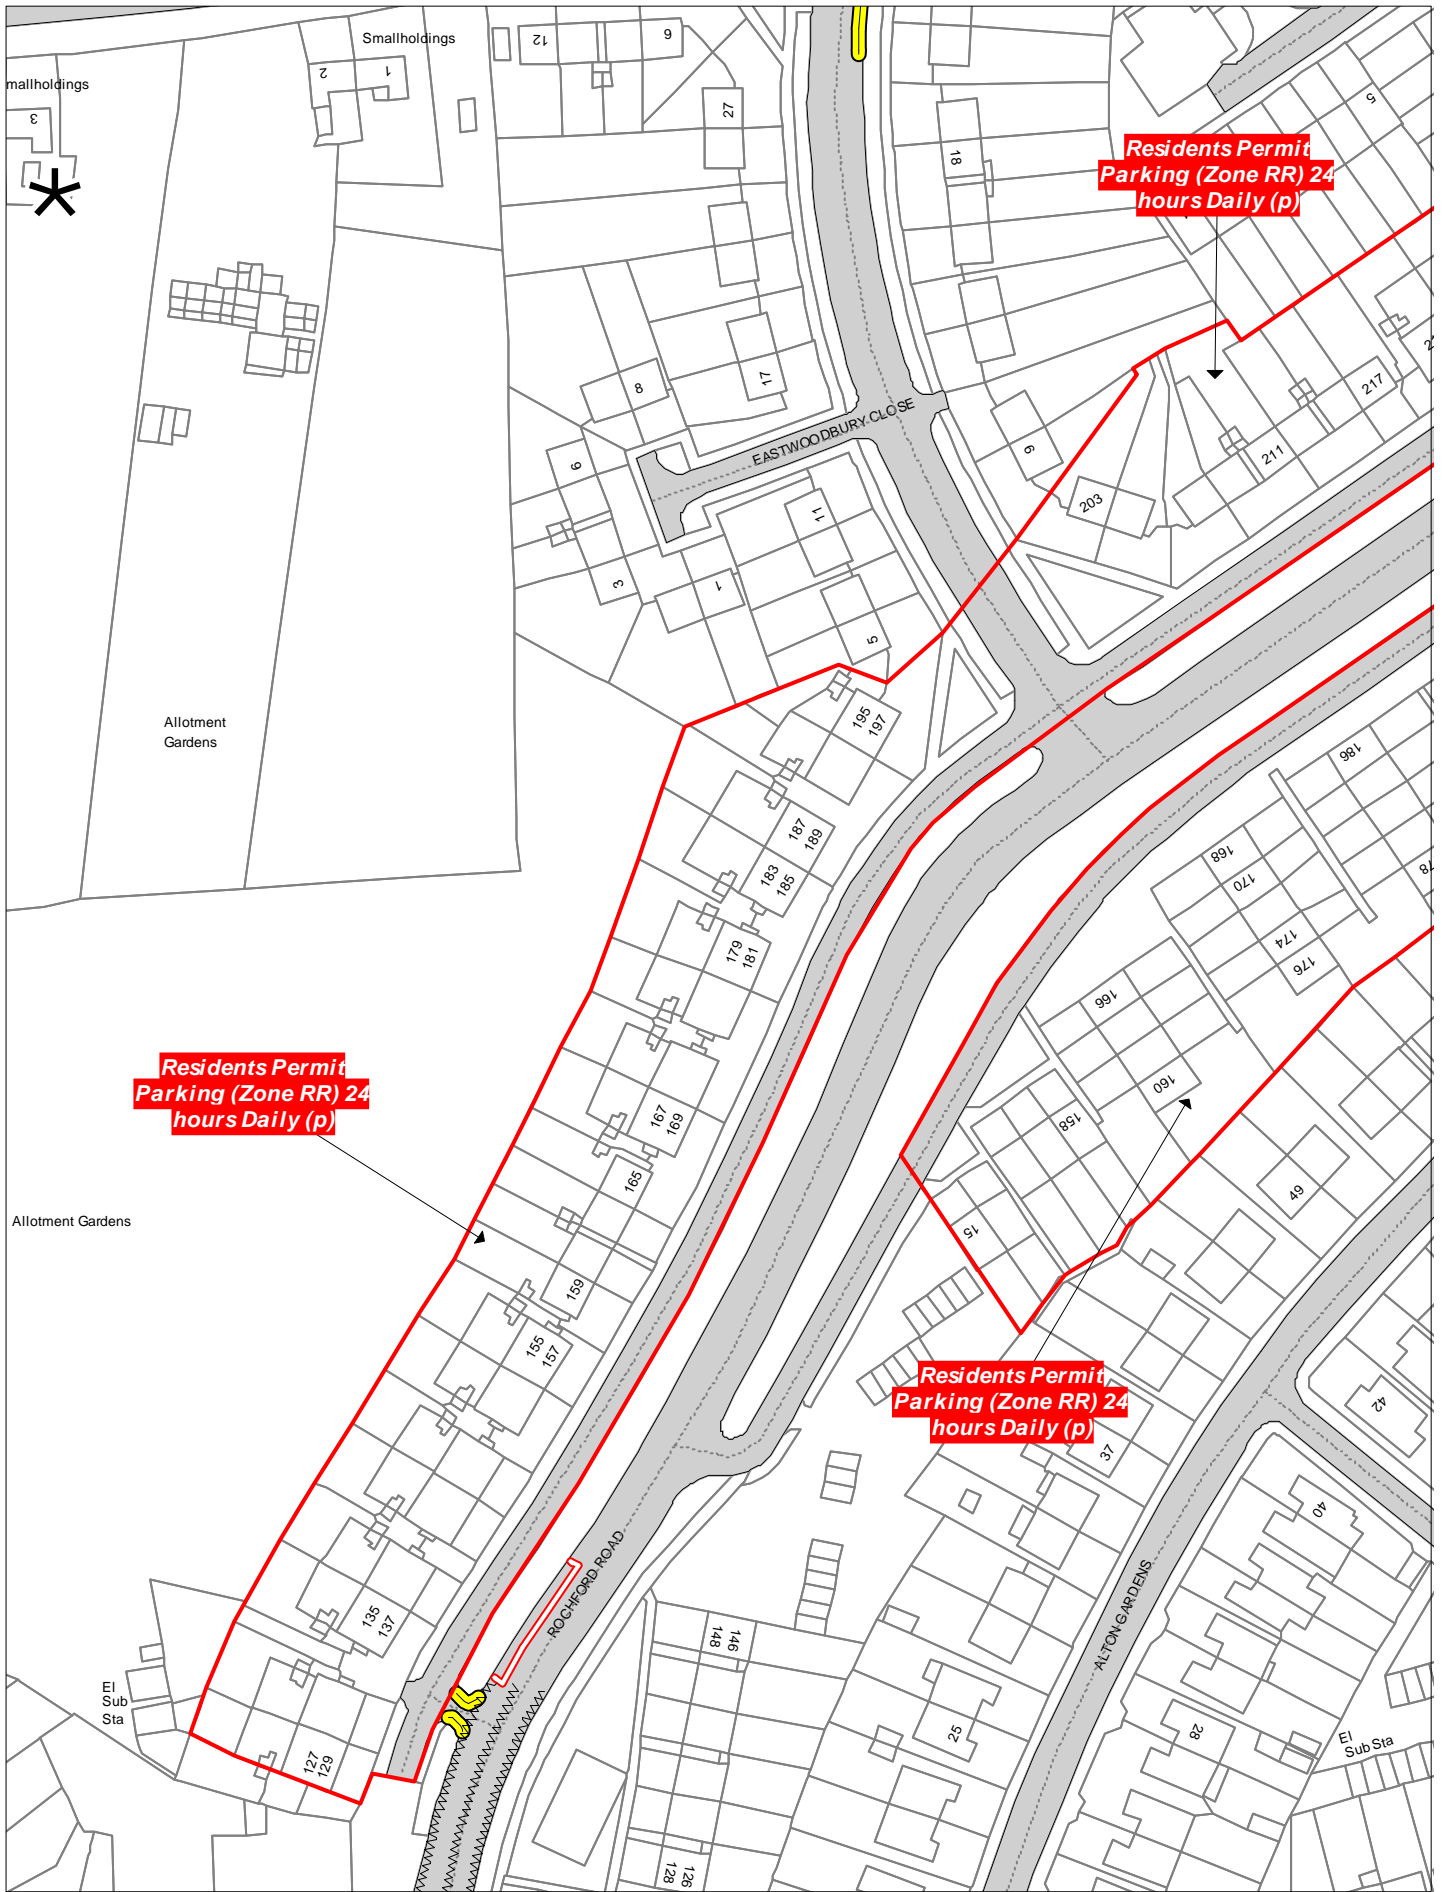 Smallholdings
mallholdings
2
1
3
12
6
27
18
5
Residents Permit
Parking (Zone RR) 24
hours Daily (p)
8
17
EASTWOODBURY CLOSE
9
6
203
211
217
11
3
1
5
Allotment
Gardens
195
197
186
187
189
183
185
168
170
78
179
181
174
176
166
Residents Permit
Parking (Zone RR) 24
hours Daily (p)
167
169
160
158
165
49
Allotment Gardens
15
159
155
157
Residents Permit
Parking (Zone RR) 24
hours Daily (p)
42
37
40
ROCHFORD ROAD
ALTON GARDENS
135
137
148
146
El
Sub
Sta
25
28
El
Sub Sta
127
129
128
126